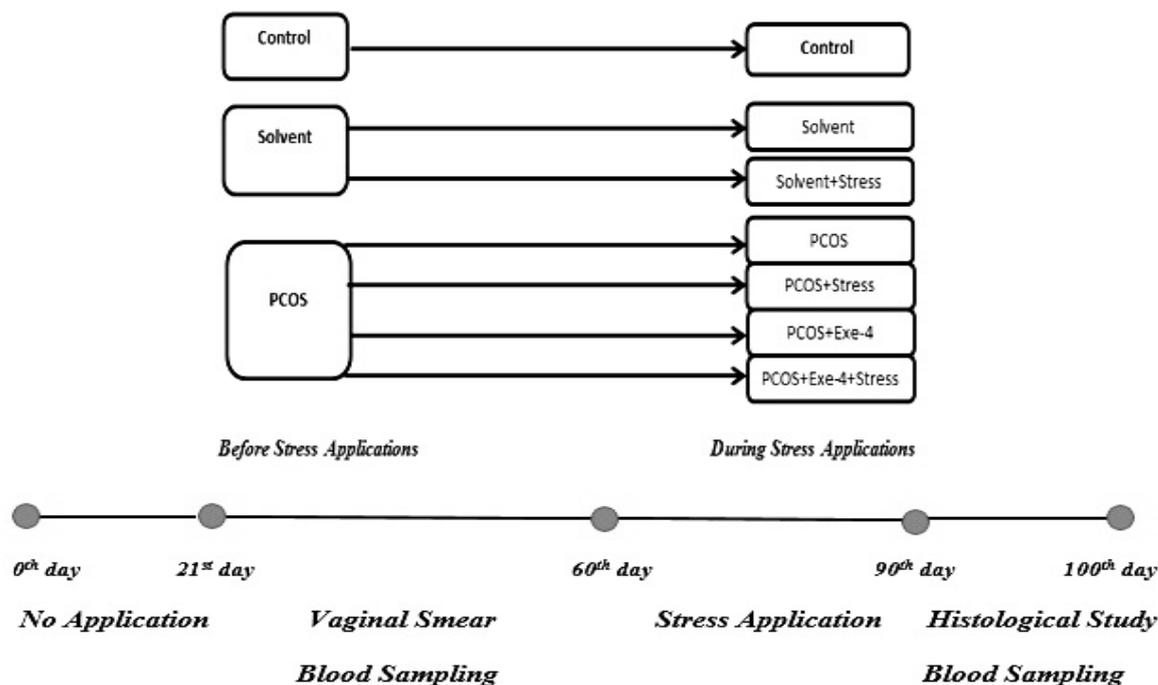 Control
Control
Solvent
Solvent
Solvent+Stress
PCOS
PCOS
PCOS+Stress
PCOS+Exe-4
PCOS+Exe-4+Stress
Before Stress Applications
During Stress Applications
0th day
21st day
60th day
90th day
100th day
No Application
Vaginal Smear
Stress Application
Histological Study
Blood Sampling
Blood Sampling